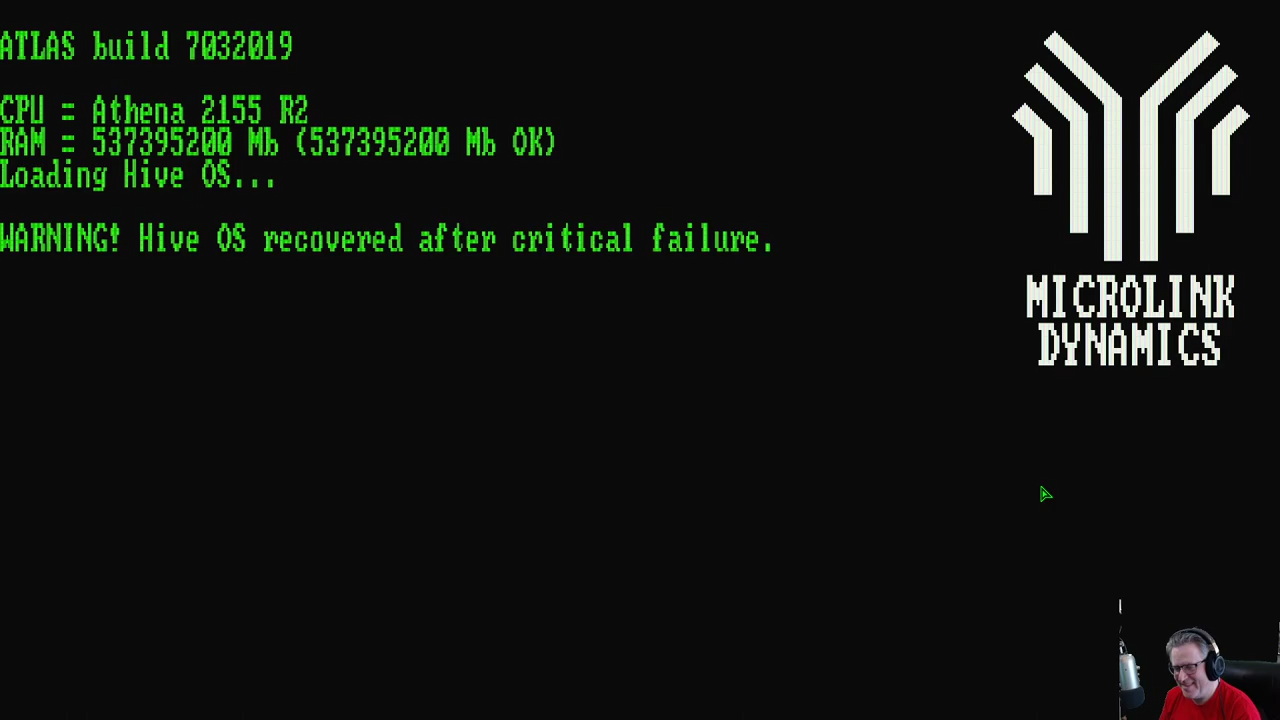 ATLAS build 7032019
CPU = Athena 2155 R2
RAM = 537395200 Mb (537395200 Mb OK)
Loading Hive OS...
WARNING! Hive OS recovered after critical failure.
MICROLINK
DYNAMICS